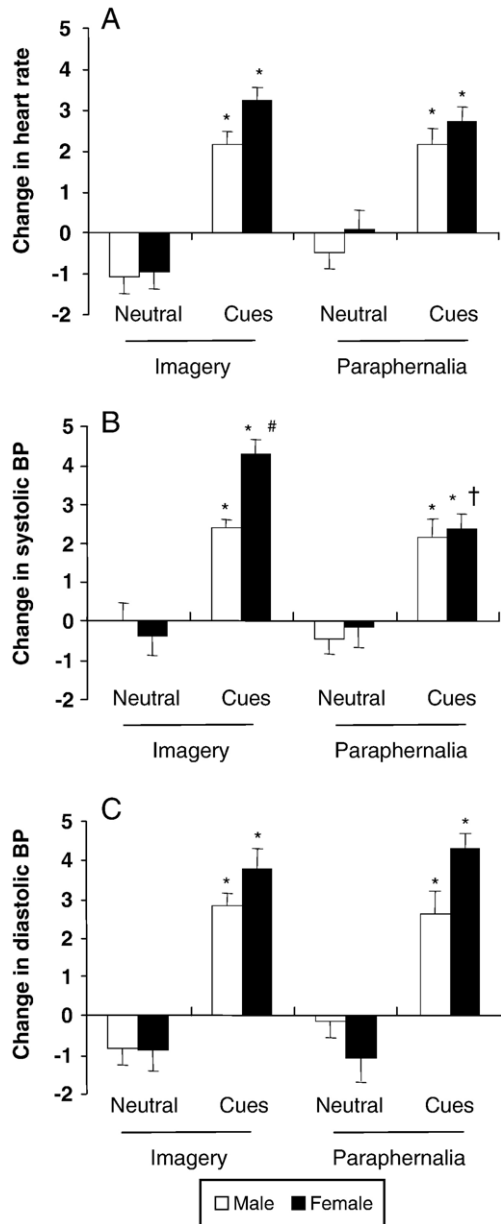 A
Change in heart rate
5
4
3
2
1
0
-1
-2
* * * *
Neutral Cues Neutral Cues
Imagery Paraphernalia
B
Change in systolic BP
5
4
3
2
1
0
-1
-2
* * # * * †
Neutral Cues Neutral Cues
Imagery Paraphernalia
C
Change in diastolic BP
5
4
3
2
1
0
-1
-2
* * * *
Neutral Cues Neutral Cues
Imagery Paraphernalia
Male Female